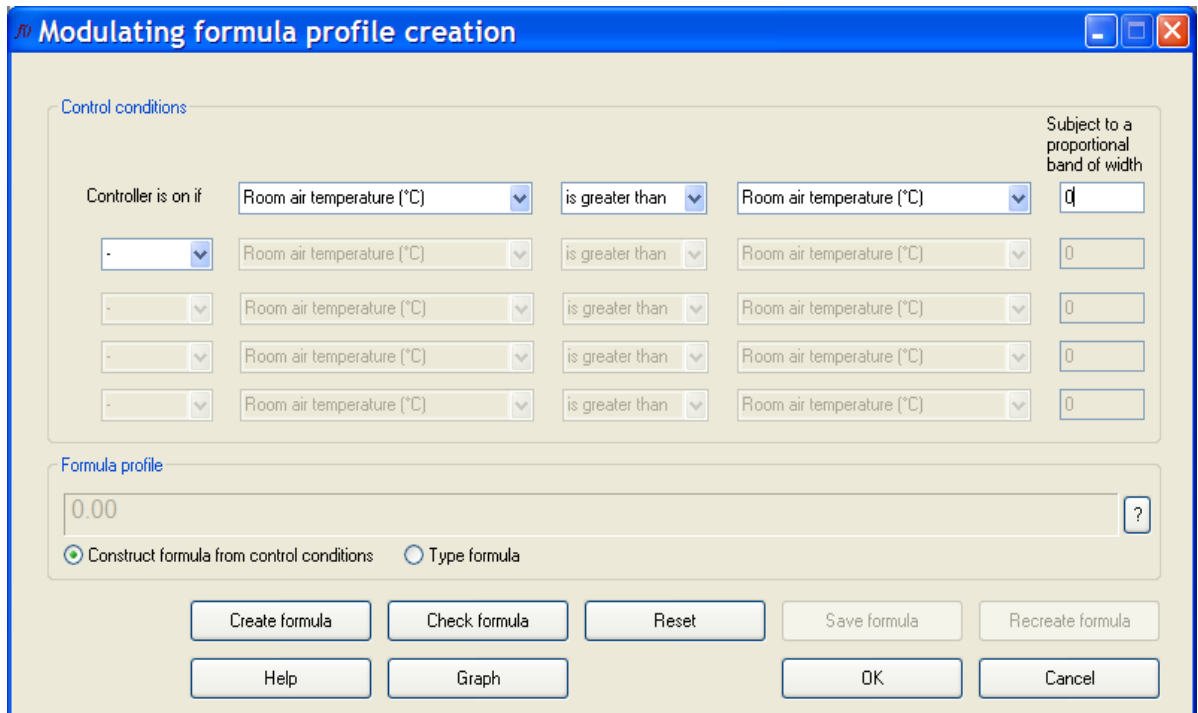 Modulating formula profile creation
Control conditions
Subject to a
proportional
band of width
Controller is on if Room air temperature (°C) is greater than Room air temperature (°C) 0
- Room air temperature (°C) is greater than Room air temperature (°C) 0
- Room air temperature (°C) is greater than Room air temperature (°C) 0
- Room air temperature (°C) is greater than Room air temperature (°C) 0
- Room air temperature (°C) is greater than Room air temperature (°C) 0
Formula profile
0.00 ?
Construct formula from control conditions Type formula
Create formula Check formula Reset Save formula Recreate formula
Help Graph OK Cancel